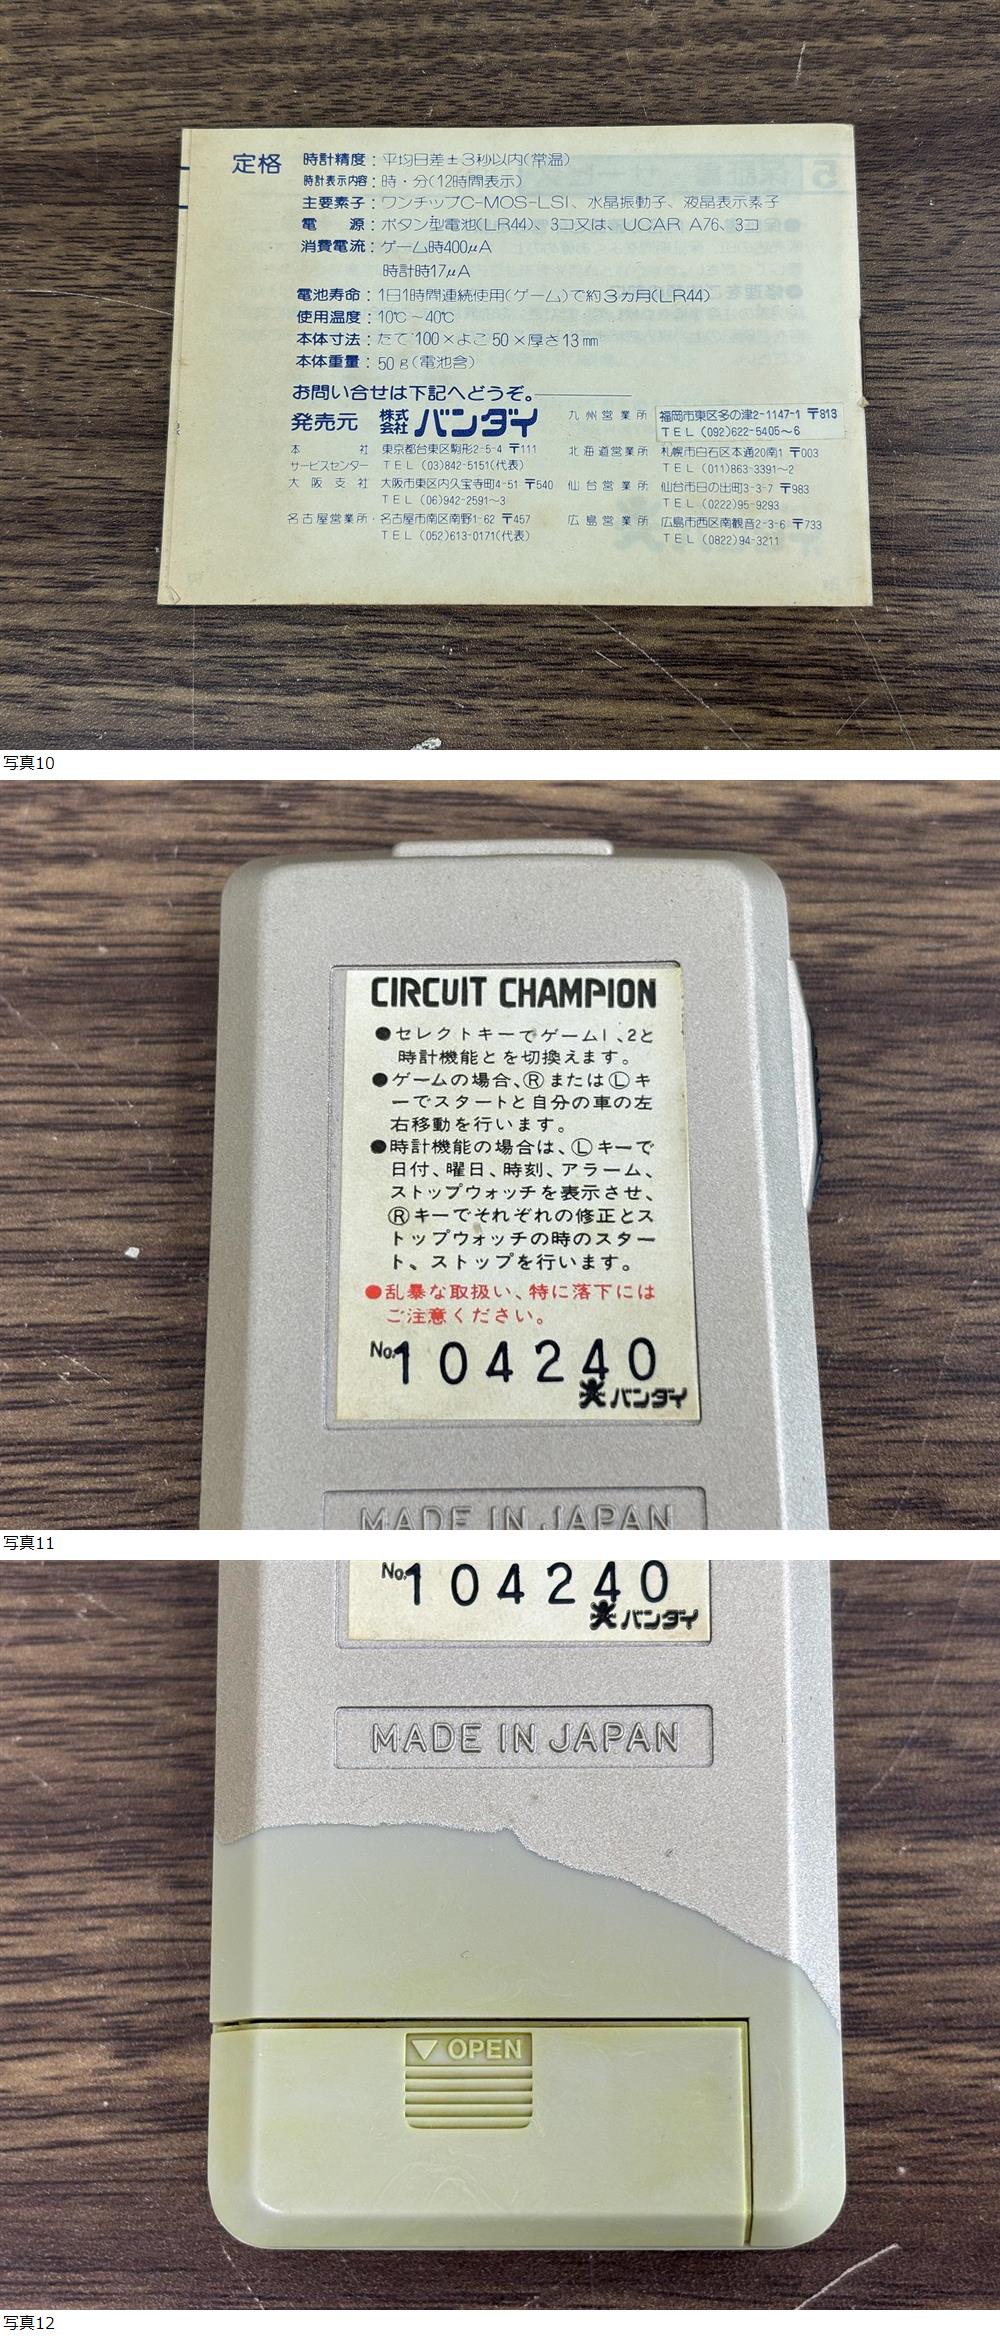 定格
時計精度：平均日差±3秒以内(常温)
時計表示内容：時・分(12時間表示)
主要素子：ワンチップC-MOS-LSI、水晶振動子、液晶表示素子
電　源：ボタン型電池(LR44)、3コ又は、UCAR A76、3コ
消費電流：ゲーム時400μA
時計時17μA
電池寿命：1日1時間連続使用(ゲーム)で約3ヵ月(LR44)
使用温度：10℃～40℃
本体寸法：たて100×よこ50×厚さ13mm
本体重量：50g(電池含)
お問い合せは下記へどうぞ。
発売元 株式会社 バンダイ
本社 東京都台東区駒形2-5-4 〒111
サービスセンター TEL (03)842-5151(代表)
大阪支社 大阪市東区内久宝寺町4-51 〒540
TEL (06)942-2591～3
名古屋営業所・名古屋市南区南野1-62 〒457
TEL (052)613-0171(代表)
九州営業所 福岡市東区多の津2-1147-1 〒813
TEL (092)622-5405～6
北海道営業所 札幌市白石区本通20南1 〒003
TEL (011)863-3391～2
仙台営業所 仙台市日の出町3-3-7 〒983
TEL (0222)95-9293
広島営業所 広島市西区南観音2-3-6 〒733
TEL (0822)94-3211
写真10
CIRCUIT CHAMPION
●セレクトキーでゲーム1、2と
時計機能とを切換えます。
●ゲームの場合、Ⓡまたはⓛキ
ーでスタートと自分の車の左
右移動を行います。
●時計機能の場合は、Ⓛキーで
日付、曜日、時刻、アラーム、
ストップウォッチを表示させ、
Ⓡキーでそれぞれの修正とス
トップウォッチの時のスター
ト、ストップを行います。
●乱暴な取扱い、特に落下には
ご注意ください。
No.104240
バンダイ
MADE IN JAPAN
写真11
No.104240
バンダイ
MADE IN JAPAN
▽ OPEN
写真12